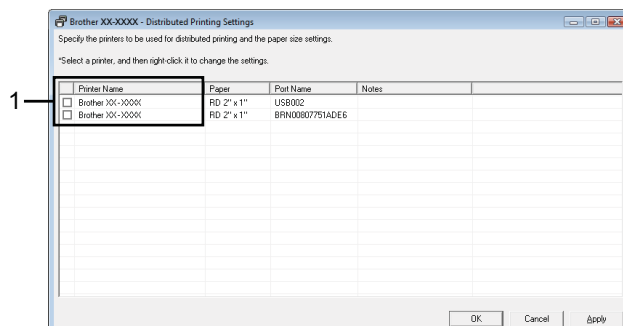 Brother XX-XXXX - Distributed Printing Settings
Specify the printers to be used for distributed printing and the paper size settings.
*Select a printer, and then right-click it to change the settings.
Printer Name Paper Port Name Notes
1
Brother XX-XXXX RD 2" x 1" USB002
Brother XX-XXXX RD 2" x 1" BRN00807751ADE6
OK Cancel Apply